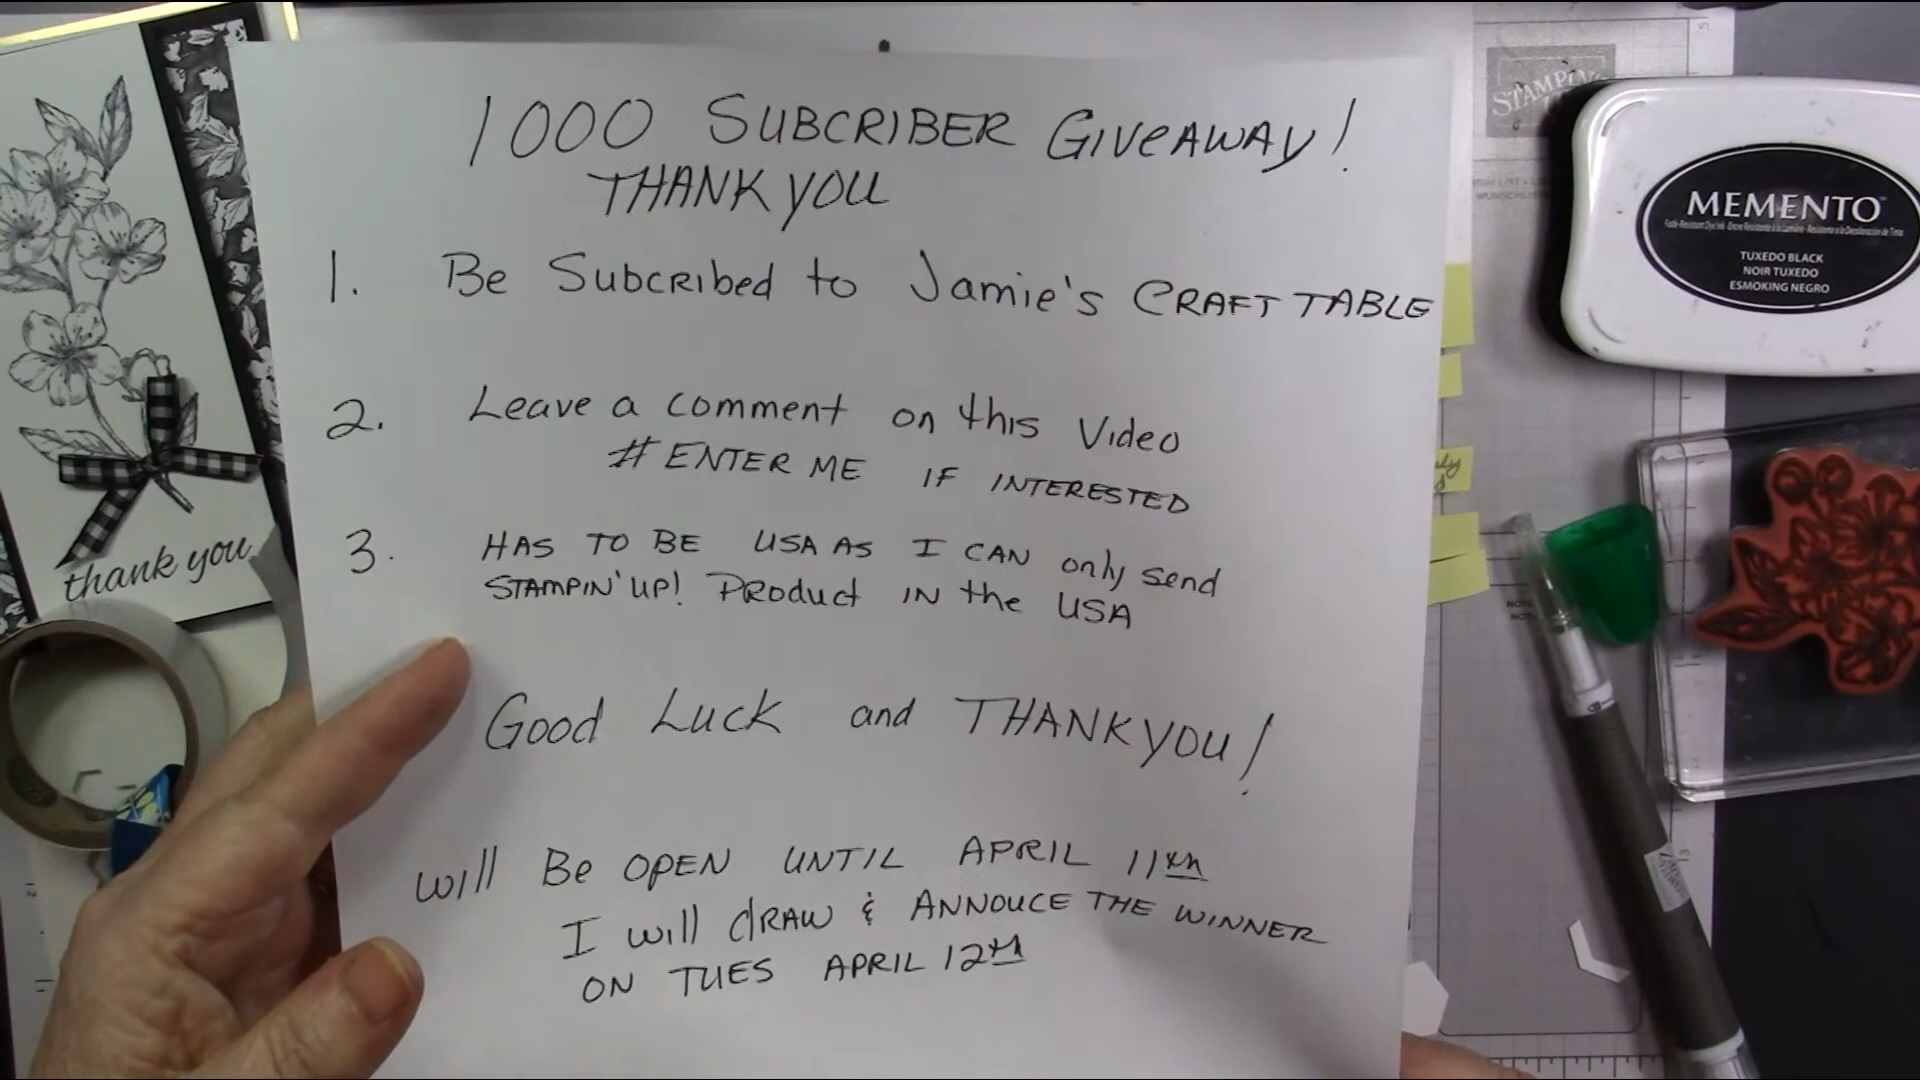 1000 SUBCRIBER GIVEAWAY!
THANK YOU
1. Be Subcribed to Jamie's CRAFT TABLE
2. Leave a comment on this Video
# ENTER ME IF INTERESTED
3. HAS TO BE USA AS I CAN only send
STAMPIN' UP! PRODUCT IN the USA
Good Luck and THANK YOU!
Will BE OPEN UNTIL APRIL 11th
I will dRAW & ANNOUCE THE WINNER
ON TUES APRIL 12th
thank you
STAMPIN'
MEMENTO
TUXEDO BLACK
NOIR TUXEDO
ESMOKING NEGRO